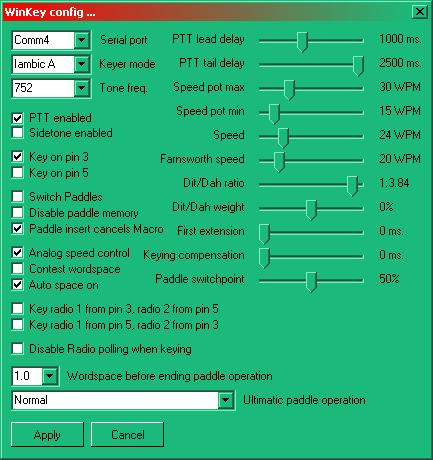 WinKey config ...
Comm4 Serial port
Iambic A Keyer mode
752 Tone freq.
PTT enabled
Sidetone enabled
Key on pin 3
Key on pin 5
Switch Paddles
Disable paddle memory
Paddle insert cancels Macro
Analog speed control
Contest wordspace
Auto space on
PTT lead delay 1000 ms.
PTT tail delay 2500 ms.
Speed pot max 30 WPM
Speed pot min 15 WPM
Speed 24 WPM
Farnsworth speed 20 WPM
Dit/Dah ratio 1:3.84
Dit/Dah weight 0%
First extension 0 ms.
Keying compensation 0 ms.
Paddle switchpoint 50%
Key radio 1 from pin 3, radio 2 from pin 5
Key radio 1 from pin 5, radio 2 from pin 3
Disable Radio polling when keying
1.0 Wordspace before ending paddle operation
Normal Ultimatic paddle operation
Apply Cancel